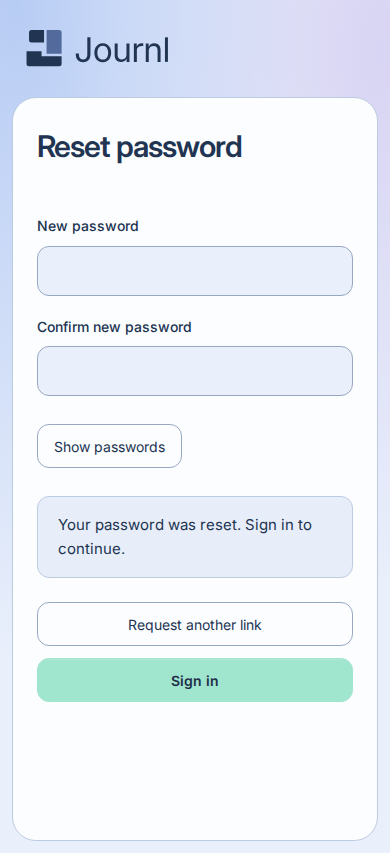 Journl
Reset password
New password
Confirm new password
Show passwords
Your password was reset. Sign in to
continue.
Request another link
Sign in